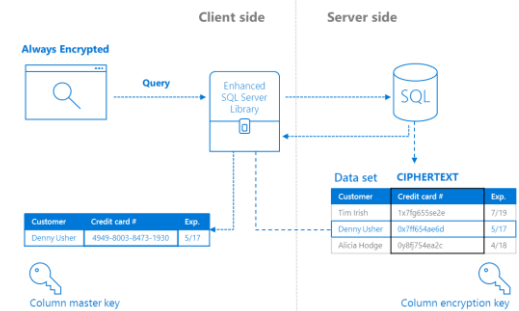 Client side
Server side
Always Encrypted
Query
Enhanced
SQL Server
Library
SQL
Data set
CIPHERTEXT
Customer Credit card # Exp.
Tim Irish 1x7fg655se2e 7/19
Denny Usher 0x7ff654ae6d 5/17
Alicia Hodge 0y8fj754ea2c 4/18
Customer Credit card # Exp.
Denny Usher 4949-8003-8473-1930 5/17
Column master key
Column encryption key